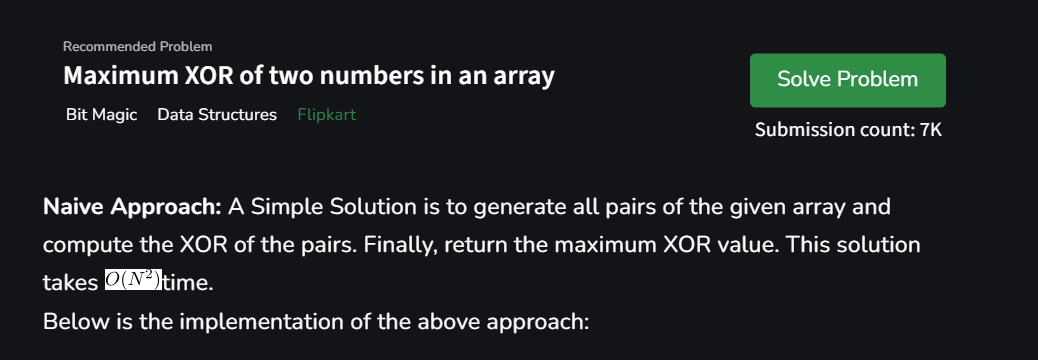 Recommended Problem
Maximum XOR of two numbers in an array
Solve Problem
Bit Magic Data Structures Flipkart
Submission count: 7K
Naive Approach: A Simple Solution is to generate all pairs of the given array and
compute the XOR of the pairs. Finally, return the maximum XOR value. This solution
takes O(N²)time.
Below is the implementation of the above approach: